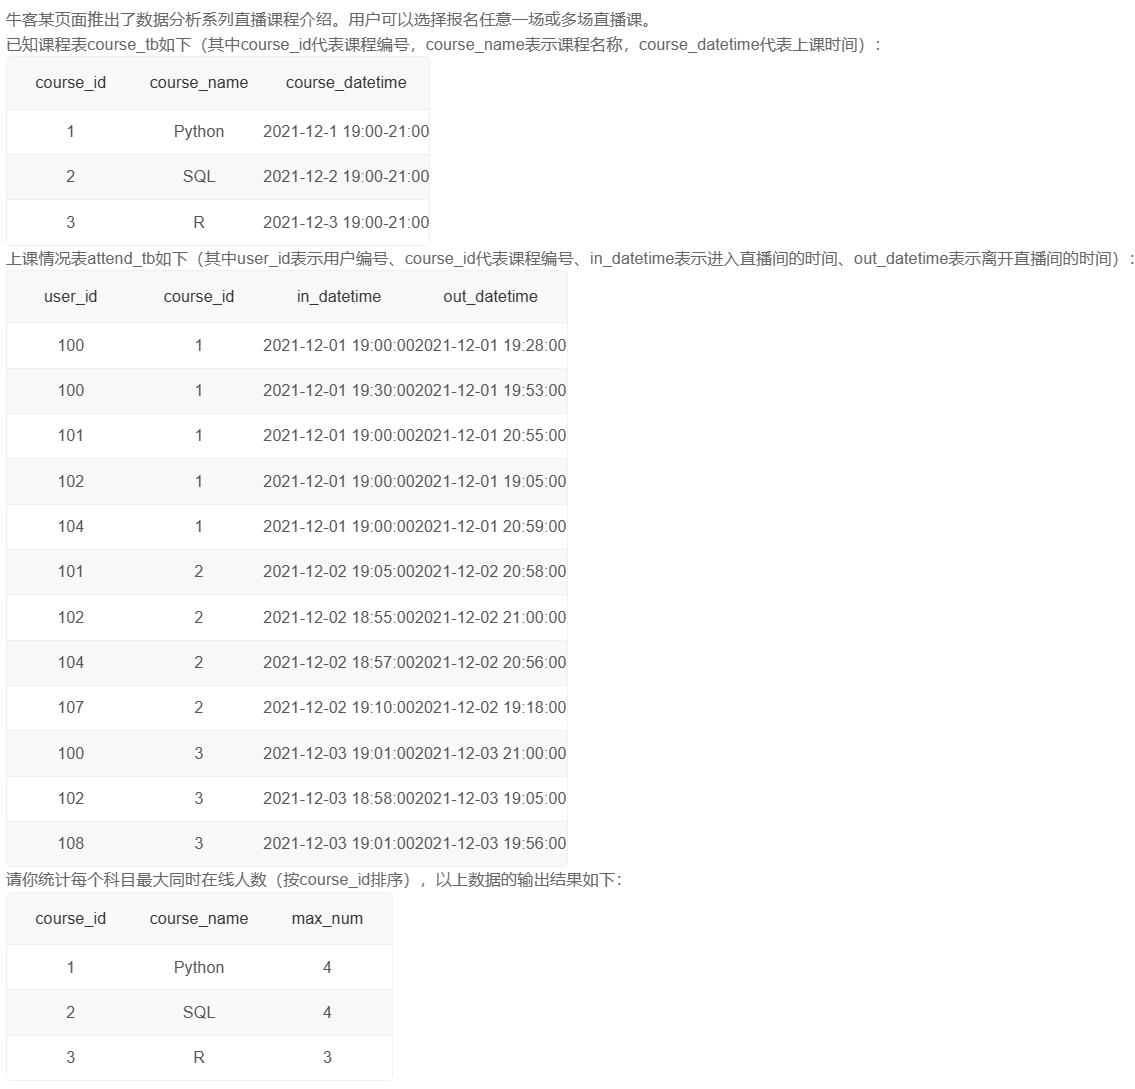 牛客某页面推出了数据分析系列直播课程介绍。用户可以选择报名任意一场或多场直播课。
已知课程表course_tb如下（其中course_id代表课程编号，course_name表示课程名称，course_datetime代表上课时间）：
course_id course_name course_datetime
1 Python 2021-12-1 19:00-21:00
2 SQL 2021-12-2 19:00-21:00
3 R 2021-12-3 19:00-21:00
上课情况表attend_tb如下（其中user_id表示用户编号、course_id代表课程编号、in_datetime表示进入直播间的时间、out_datetime表示离开直播间的时间）：
user_id course_id in_datetime out_datetime
100 1 2021-12-01 19:00:00 2021-12-01 19:28:00
100 1 2021-12-01 19:30:00 2021-12-01 19:53:00
101 1 2021-12-01 19:00:00 2021-12-01 20:55:00
102 1 2021-12-01 19:00:00 2021-12-01 19:05:00
104 1 2021-12-01 19:00:00 2021-12-01 20:59:00
101 2 2021-12-02 19:05:00 2021-12-02 20:58:00
102 2 2021-12-02 18:55:00 2021-12-02 21:00:00
104 2 2021-12-02 18:57:00 2021-12-02 20:56:00
107 2 2021-12-02 19:10:00 2021-12-02 19:18:00
100 3 2021-12-03 19:01:00 2021-12-03 21:00:00
102 3 2021-12-03 18:58:00 2021-12-03 19:05:00
108 3 2021-12-03 19:01:00 2021-12-03 19:56:00
请你统计每个科目最大同时在线人数（按course_id排序），以上数据的输出结果如下：
course_id course_name max_num
1 Python 4
2 SQL 4
3 R 3